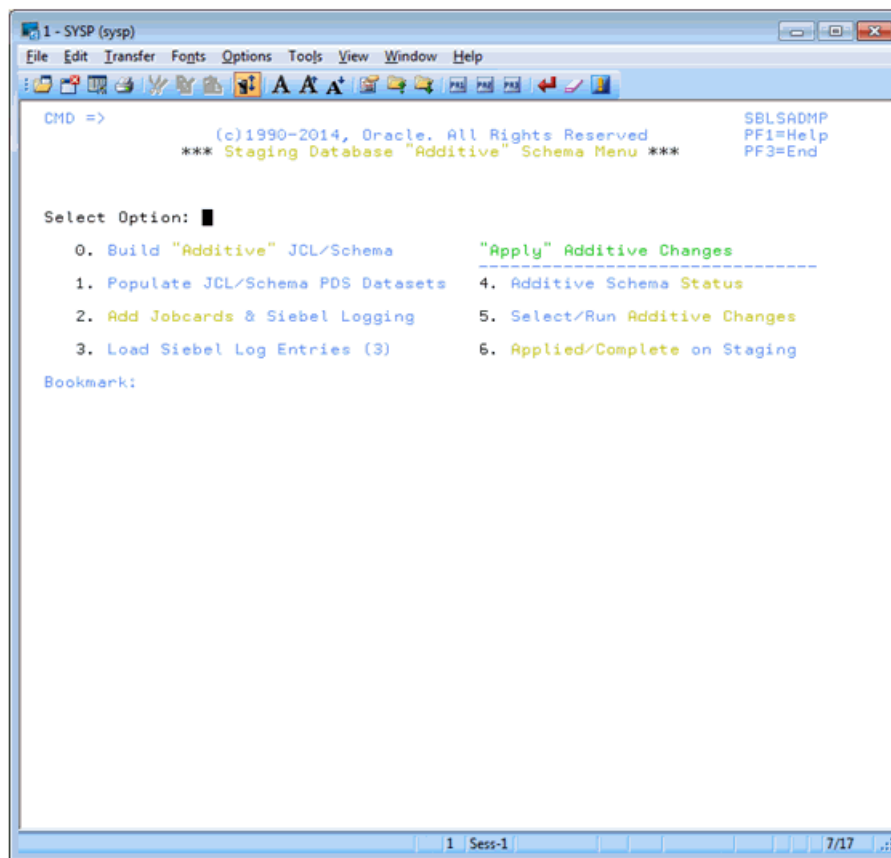 1 - SYSP (sysp)
File Edit Transfer Fonts Options Tools View Window Help
CMD => SBLSADMP
(c)1990-2014, Oracle. All Rights Reserved PF1=Help
*** Staging Database "Additive" Schema Menu *** PF3=End
Select Option:
0. Build "Additive" JCL/Schema "Apply" Additive Changes
1. Populate JCL/Schema PDS Datasets 4. Additive Schema Status
2. Add Jobcards & Siebel Logging 5. Select/Run Additive Changes
3. Load Siebel Log Entries (3) 6. Applied/Complete on Staging
Bookmark:
1 Sess-1 7/17